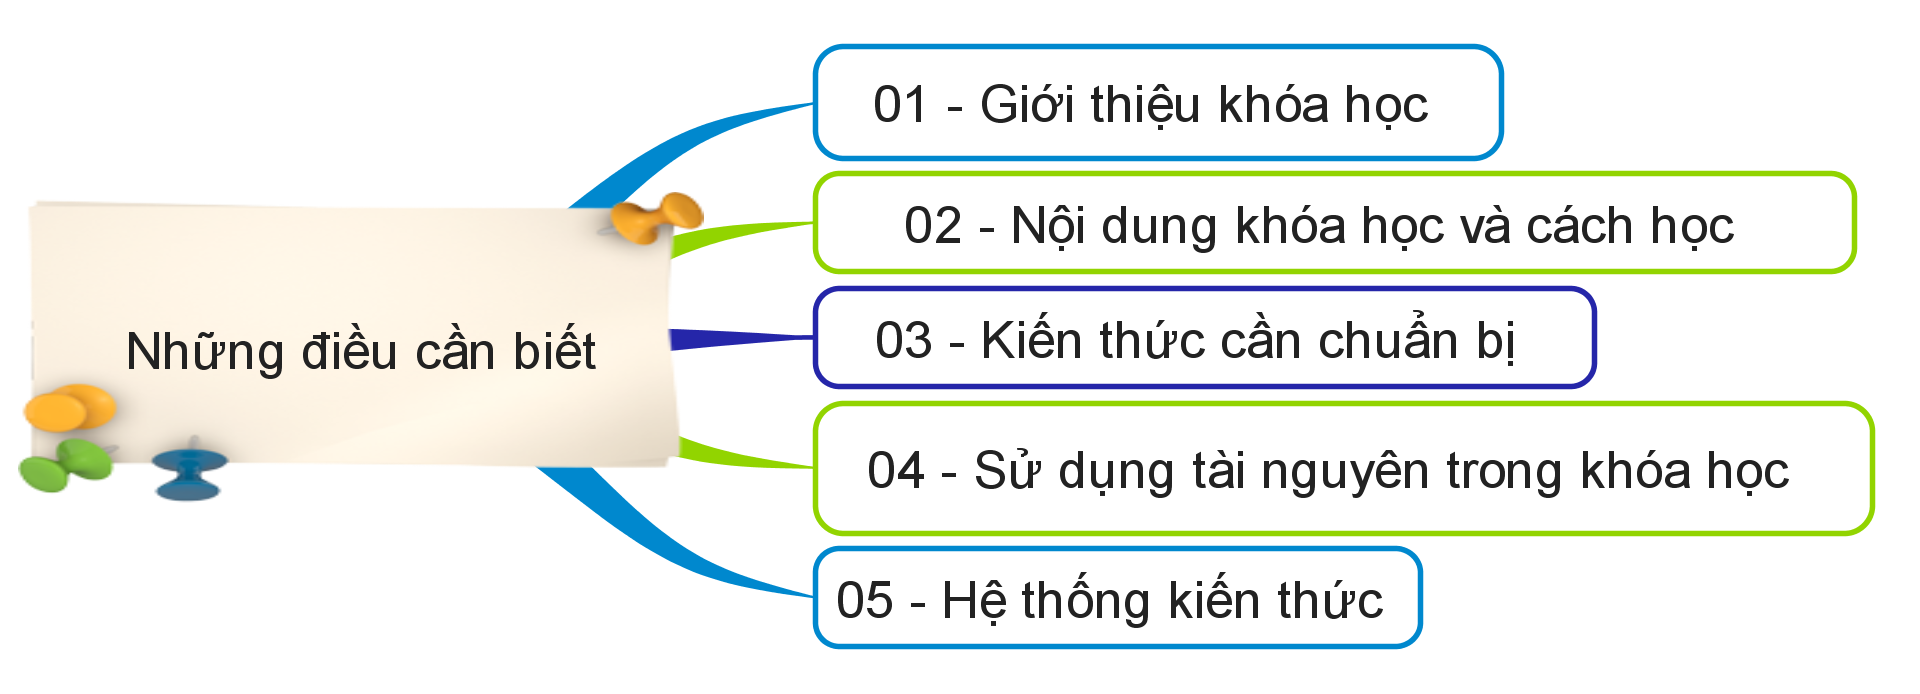 Những điều cần biết
01 - Giới thiệu khóa học
02 - Nội dung khóa học và cách học
03 - Kiến thức cần chuẩn bị
04 - Sử dụng tài nguyên trong khóa học
05 - Hệ thống kiến thức